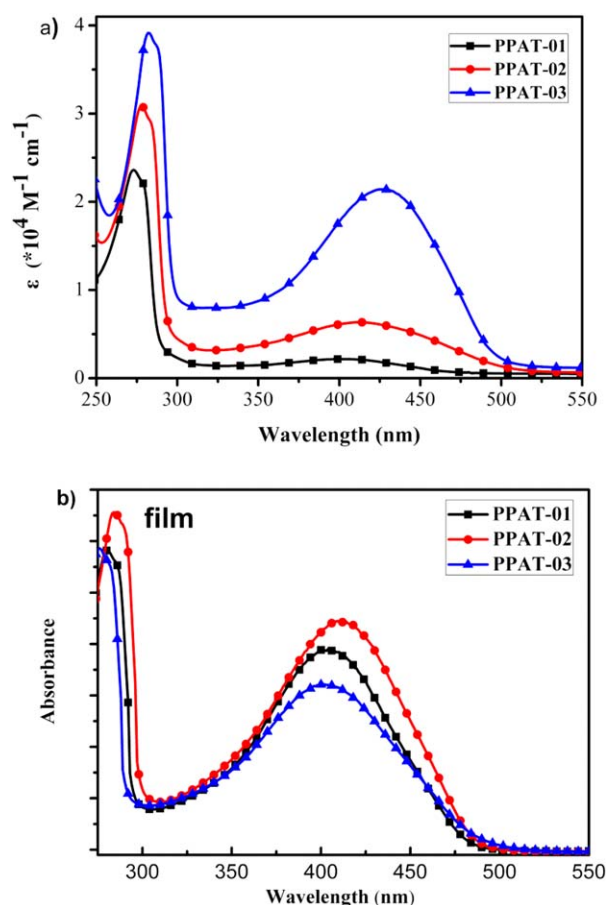 a)
PPAT-01
PPAT-02
PPAT-03
ε (*10⁴ M⁻¹ cm⁻¹)
4
3
2
1
0
250 300 350 400 450 500 550
Wavelength (nm)
b)
film
PPAT-01
PPAT-02
PPAT-03
Absorbance
300 350 400 450 500 550
Wavelength (nm)